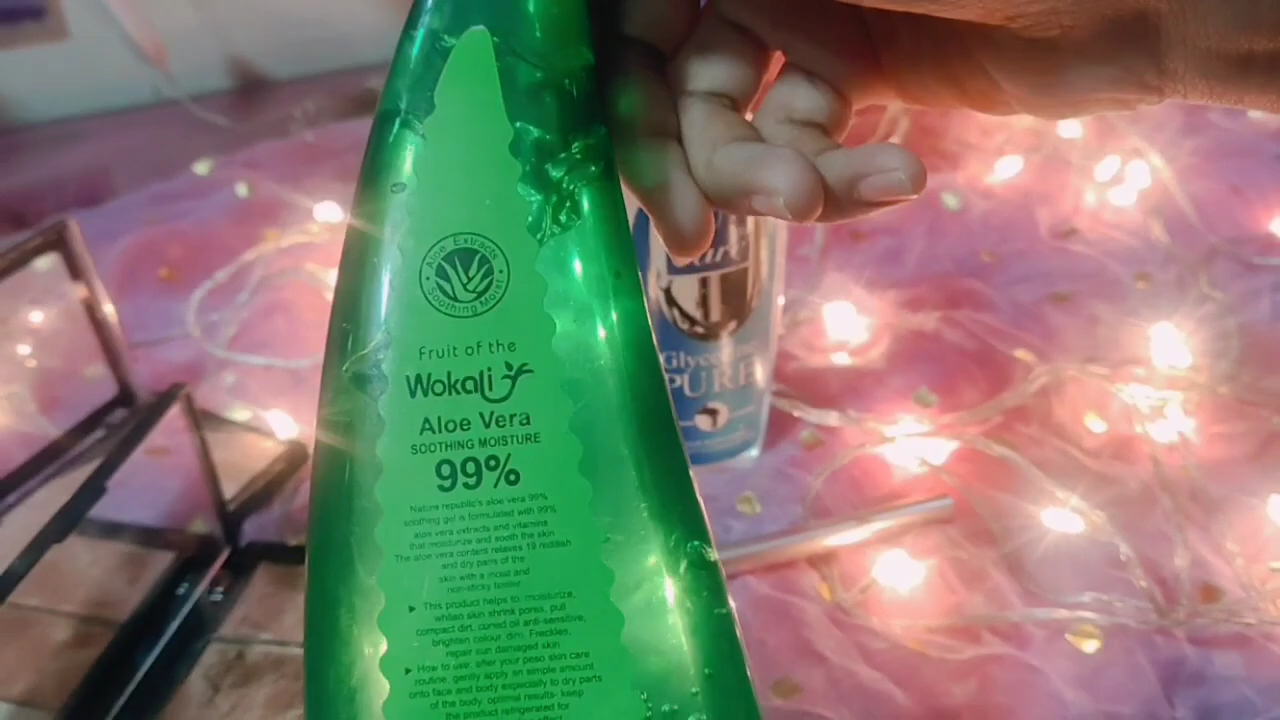 Aloe Extracts
Soothing Moist
Fruit of the
Wokali
Aloe Vera
SOOTHING MOISTURE
99%
Nature republic's aloe vera 99%
soothing gel is formulated with 99%
aloe vera extracts and vitamins
that moisturize and sooth the skin
The aloe vera conters releives 19 reddish
and dry parts of the
skin with a moist and
non-sticky
▶ This product helps to, moisturize,
whiten skin shrink pores, pull
compact dirt, curied oil anti-sensitive,
brighten colour dim, Freckles,
repair sun damaged skin
▶ How to use: after your peso skin care
routine, gently apply an simple amount
onto face and body especially to dry parts
of the body. optimal results- keep
the product refrigerated for
effect
PURE